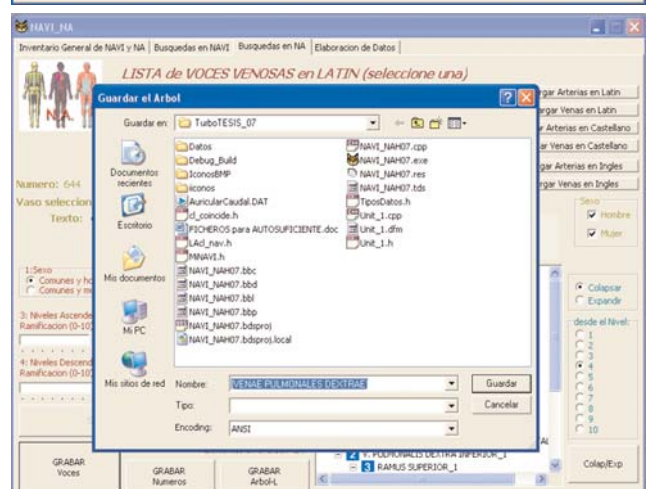 NAVI_NA
Inventario General de NAVI y NA
Busquedas en NAVI
Busquedas en NA
Elaboracion de Datos
LISTA de VOCES VENOSAS en LATIN (seleccione una)
N.A.
Guardar el Arbol
Guardar en:
TurboTESIS_07
Documentos recientes
Escritorio
Mis documentos
Mi PC
Mis sitios de red
Datos
Debug_Build
IconosBMP
iconos
AuricularCaudal.DAT
cl_coincide.h
FICHEROS para AUTOSUFICIENTE.doc
LAd_nav.h
MiNAVI.h
NAVI_NAH07.bbc
NAVI_NAH07.bbd
NAVI_NAH07.bbl
NAVI_NAH07.bbp
NAVI_NAH07.bdsproj
NAVI_NAH07.bdsproj.local
NAVI_NAH07.cpp
NAVI_NAH07.exe
NAVI_NAH07.res
NAVI_NAH07.tds
TiposDatos.h
Unit_1.cpp
Unit_1.dfm
Unit_1.h
Nombre:
VENAE PULMONALES DEXTRAE
Guardar
Tipo:
Cancelar
Encoding:
ANSI
rgar Arterias en Latin
argar Venas en Latin
r Arterias en Castellano
ar Venas en Castellano
gar Arterias en Ingles
rgar Venas en Ingles
Numero: 644
Vaso seleccion
Texto:
Sexo
Hombre
Mujer
1:Sexo
Comunes y ho
Comunes y m
3: Niveles Ascende
Ramificacion (0-10)
4: Niveles Descend
Ramificacion (0-10)
Colapsar
Expandir
desde el Nivel:
1
2
3
4
5
6
7
8
9
10
GRABAR
Voces
GRABAR
Numeros
GRABAR
Arbol-L
2 V. PULMONALIS DEXTRA INFERIOR_1
3 RAMUS SUPERIOR_1
Colap/Exp